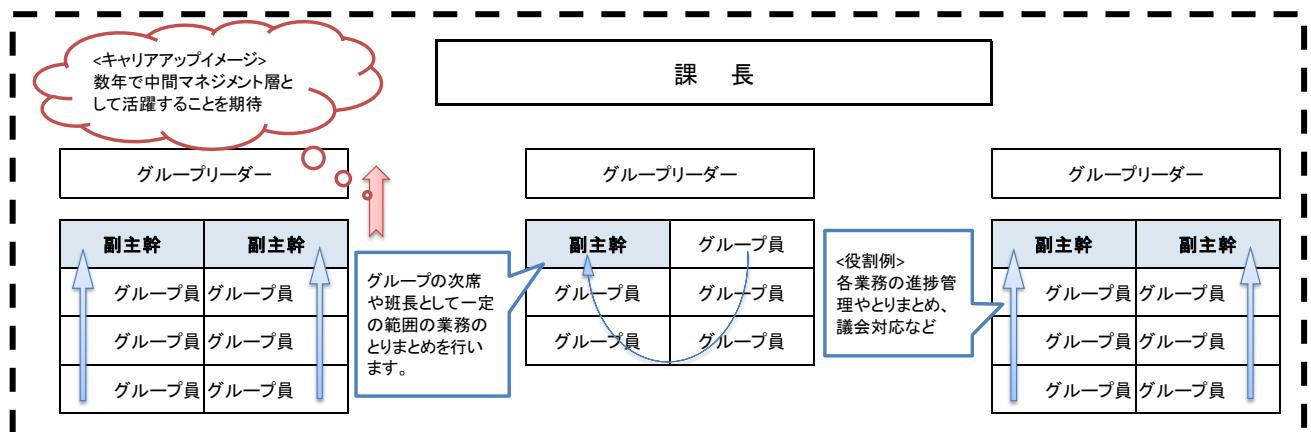 <キャリアアップイメージ>
数年で中間マネジメント層と
して活躍することを期待
課　長
グループリーダー
グループリーダー
グループリーダー
副主幹 副主幹
グループ員 グループ員
グループ員 グループ員
グループ員 グループ員
グループの次席
や班長として一定
の範囲の業務の
とりまとめを行い
ます。
副主幹 グループ員
グループ員 グループ員
グループ員 グループ員
<役割例>
各業務の進捗管
理やとりまとめ、
議会対応など
副主幹 副主幹
グループ員 グループ員
グループ員 グループ員
グループ員 グループ員